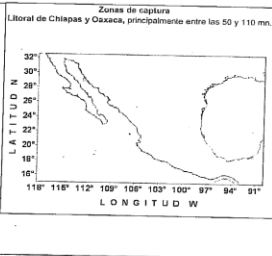 Zonas de captura
Litoral de Chiapas y Oaxaca, principalmente entre las 50 y 110 mn.
32°
30°
28°
26°
24°
22°
20°
18°
16°
LATITUD N
118° 115° 112° 109° 106° 103° 100° 97° 94° 91°
LONGITUD W